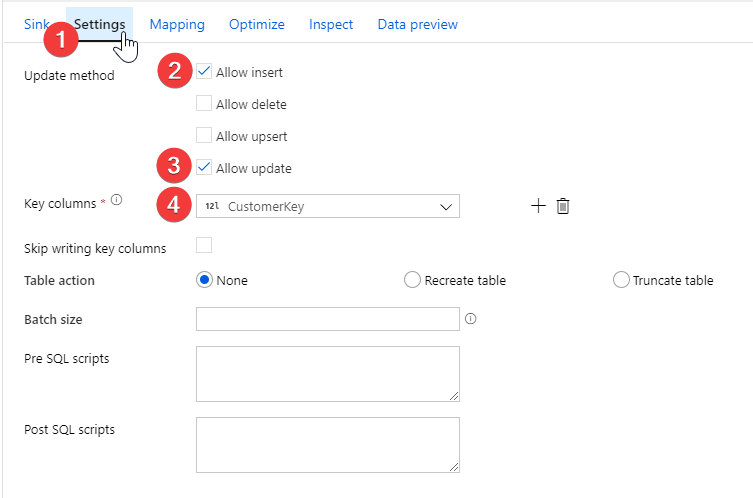 Sink Settings Mapping Optimize Inspect Data preview
1
Update method 2 Allow insert
Allow delete
Allow upsert
3 Allow update
Key columns * 4 12l CustomerKey
Skip writing key columns
Table action None Recreate table Truncate table
Batch size
Pre SQL scripts
Post SQL scripts